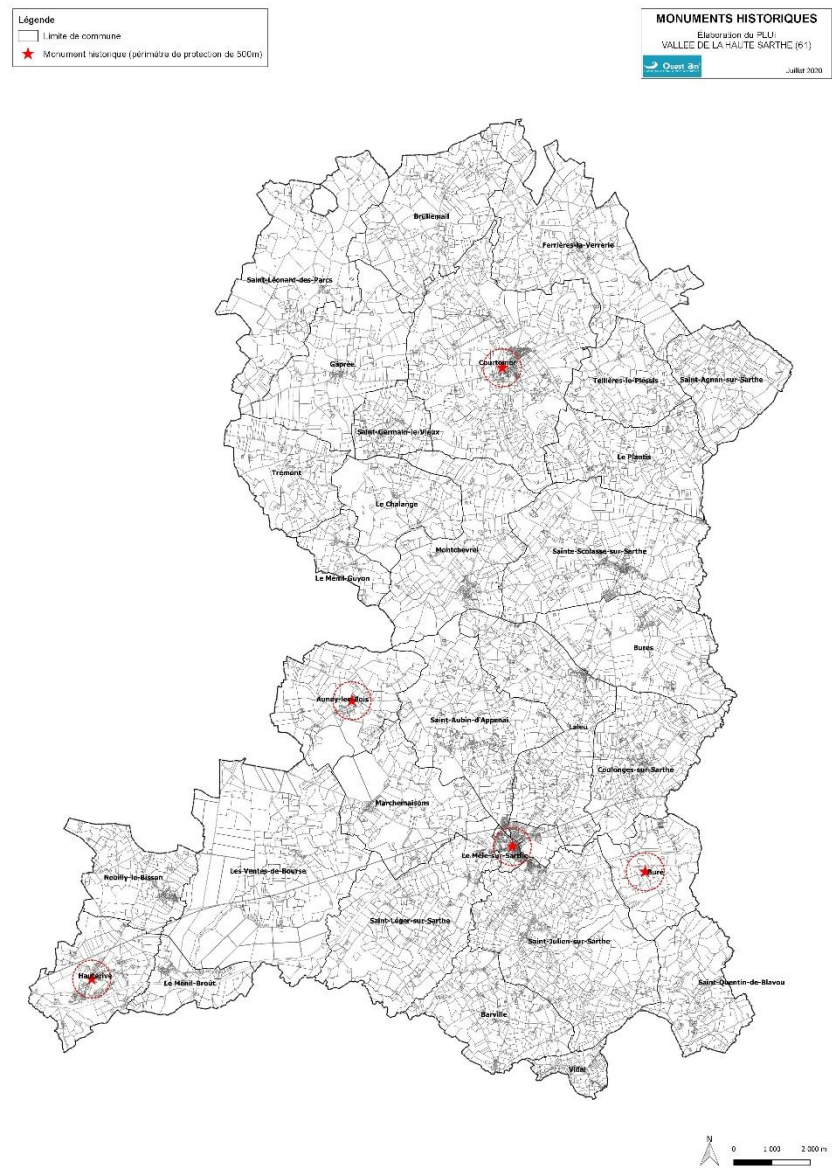 Légende
Limite de commune
Monument historique (périmètre de protection de 500m)
MONUMENTS HISTORIQUES
Élaboration du PLUi
VALLEE DE LA HAUTE SARTHE (61)
Ouest am'
Juillet 2020
Brullemail
Ferrières-la-Verrerie
Saint-Léonard-des-Parcs
Gâprée
Courtomer
Tellières-le-Plessis
Saint-Agnan-sur-Sarthe
Saint-Germain-le-Vieux
Le Plantis
Trémont
Le Chalange
Montchevrel
Sainte-Scolasse-sur-Sarthe
Le Ménil-Guyon
Bures
Aunay-les-Bois
Saint-Aubin-d'Appenai
Laleu
Coulonges-sur-Sarthe
Marchemaisons
Le Mêle-sur-Sarthe
Les Ventes-de-Bourse
Buré
Neuilly-le-Bisson
Saint-Léger-sur-Sarthe
Saint-Julien-sur-Sarthe
Hauterive
Le Ménil-Broût
Saint-Quentin-de-Blavou
Barville
Vidai
N
0 1 000 2 000 m